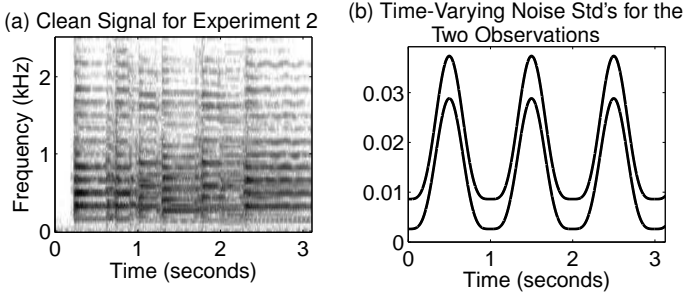 (a) Clean Signal for Experiment 2
2
1
0
Frequency (kHz)
0 1 2 3
Time (seconds)
(b) Time-Varying Noise Std's for the
Two Observations
0.03
0.02
0.01
0
0 1 2 3
Time (seconds)